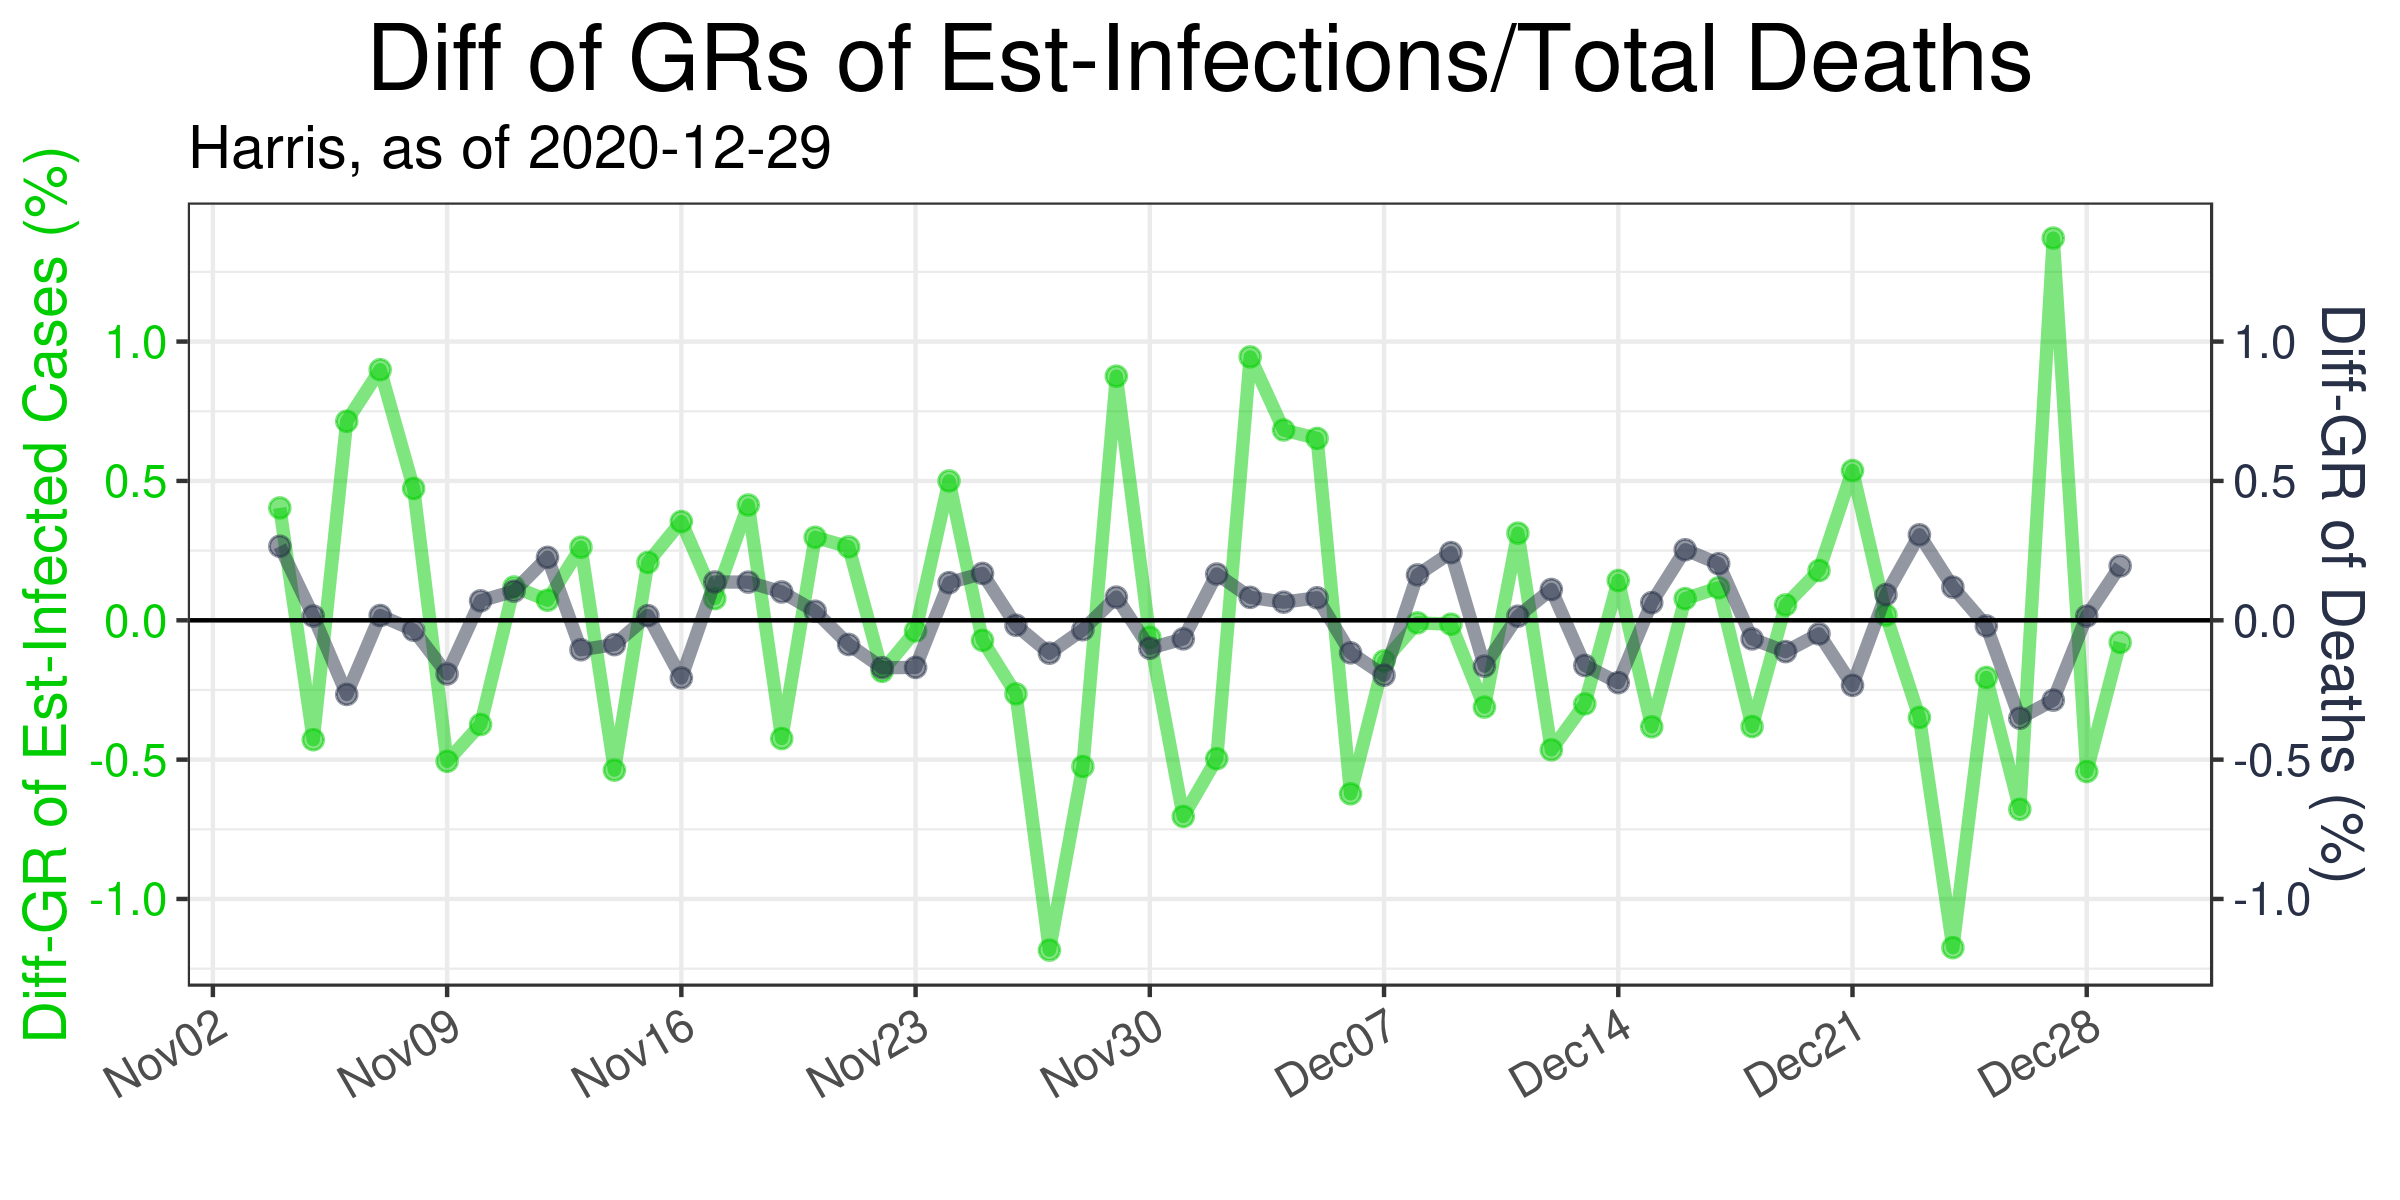 Diff of GRs of Est-Infections/Total Deaths
Harris, as of 2020-12-29
Diff-GR of Est-Infected Cases (%)
1.0
0.5
0.0
-0.5
-1.0
1.0
0.5
0.0
-0.5
-1.0
Diff-GR of Deaths (%)
Nov02 Nov09 Nov16 Nov23 Nov30 Dec07 Dec14 Dec21 Dec28